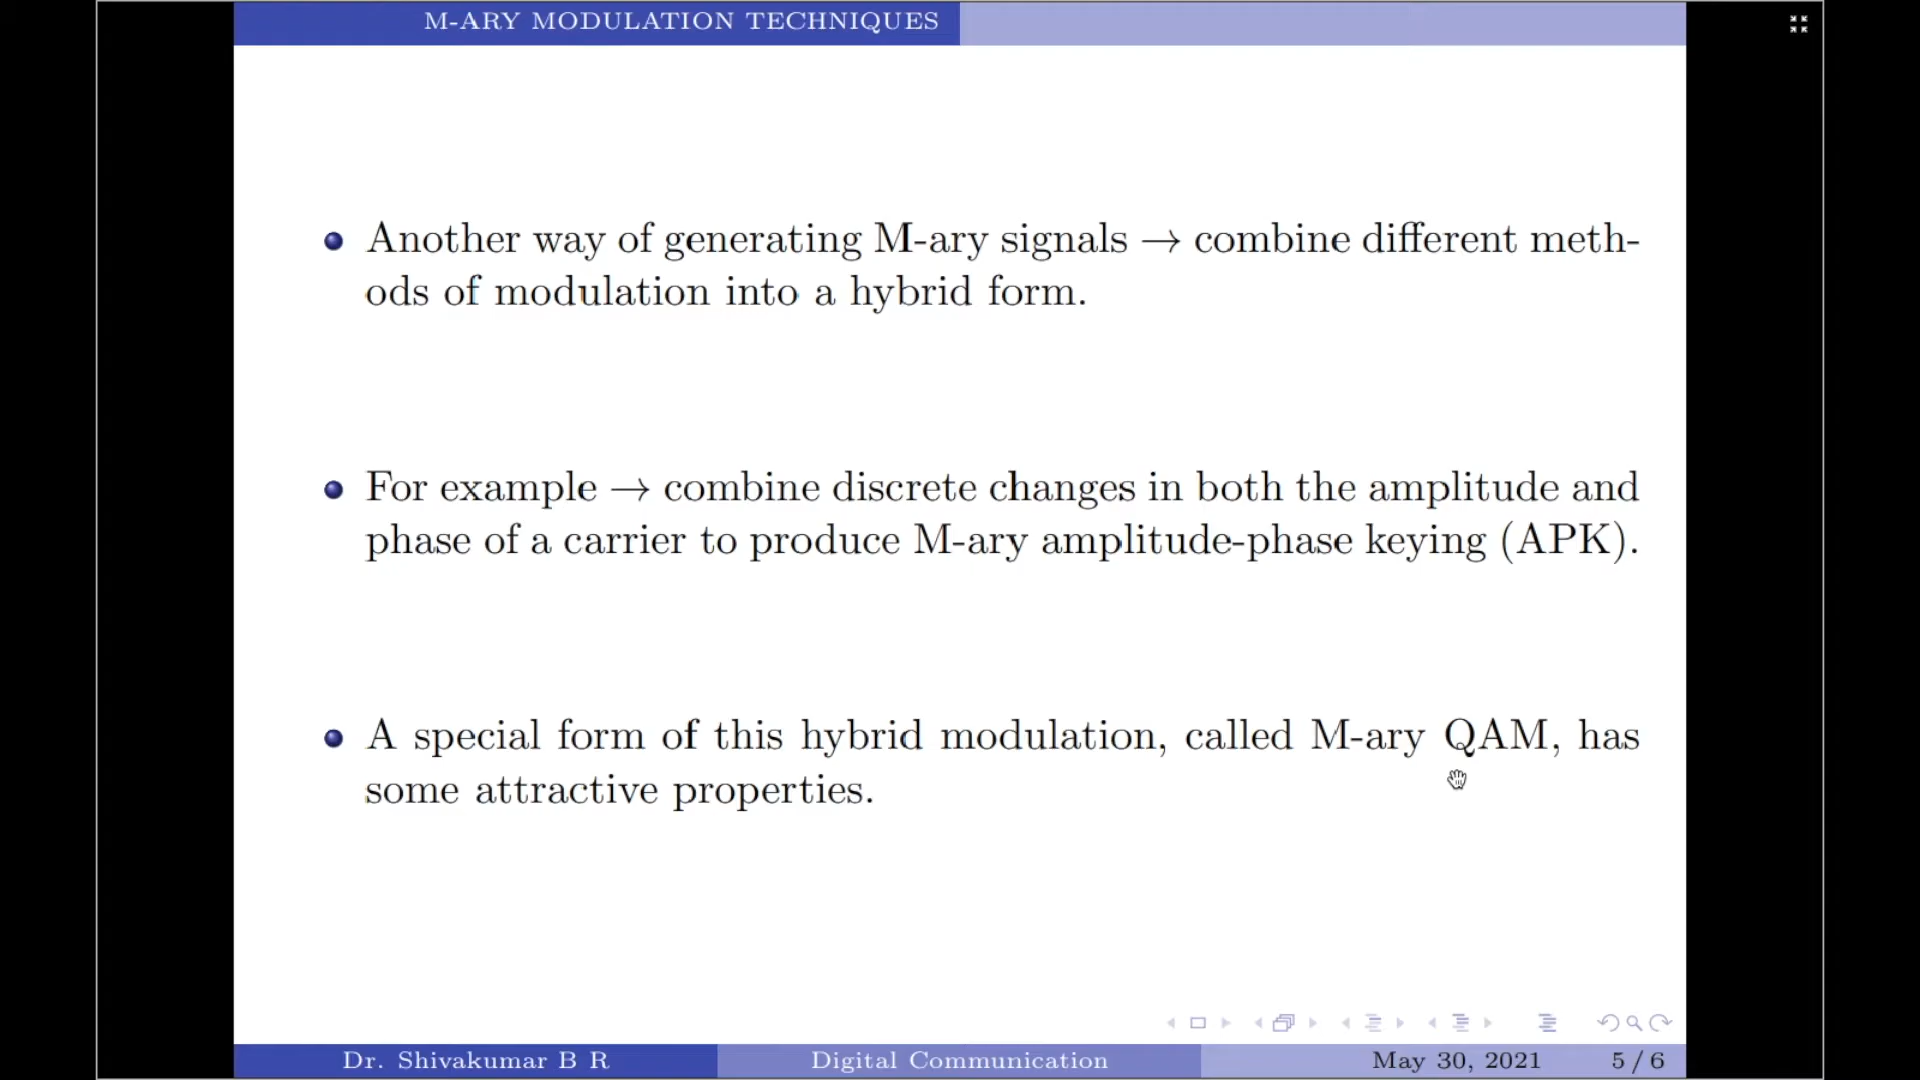 M-ARY MODULATION TECHNIQUES
Another way of generating M-ary signals → combine different meth-
ods of modulation into a hybrid form.
For example → combine discrete changes in both the amplitude and
phase of a carrier to produce M-ary amplitude-phase keying (APK).
A special form of this hybrid modulation, called M-ary QAM, has
some attractive properties.
Dr. Shivakumar B R Digital Communication May 30, 2021 5 / 6